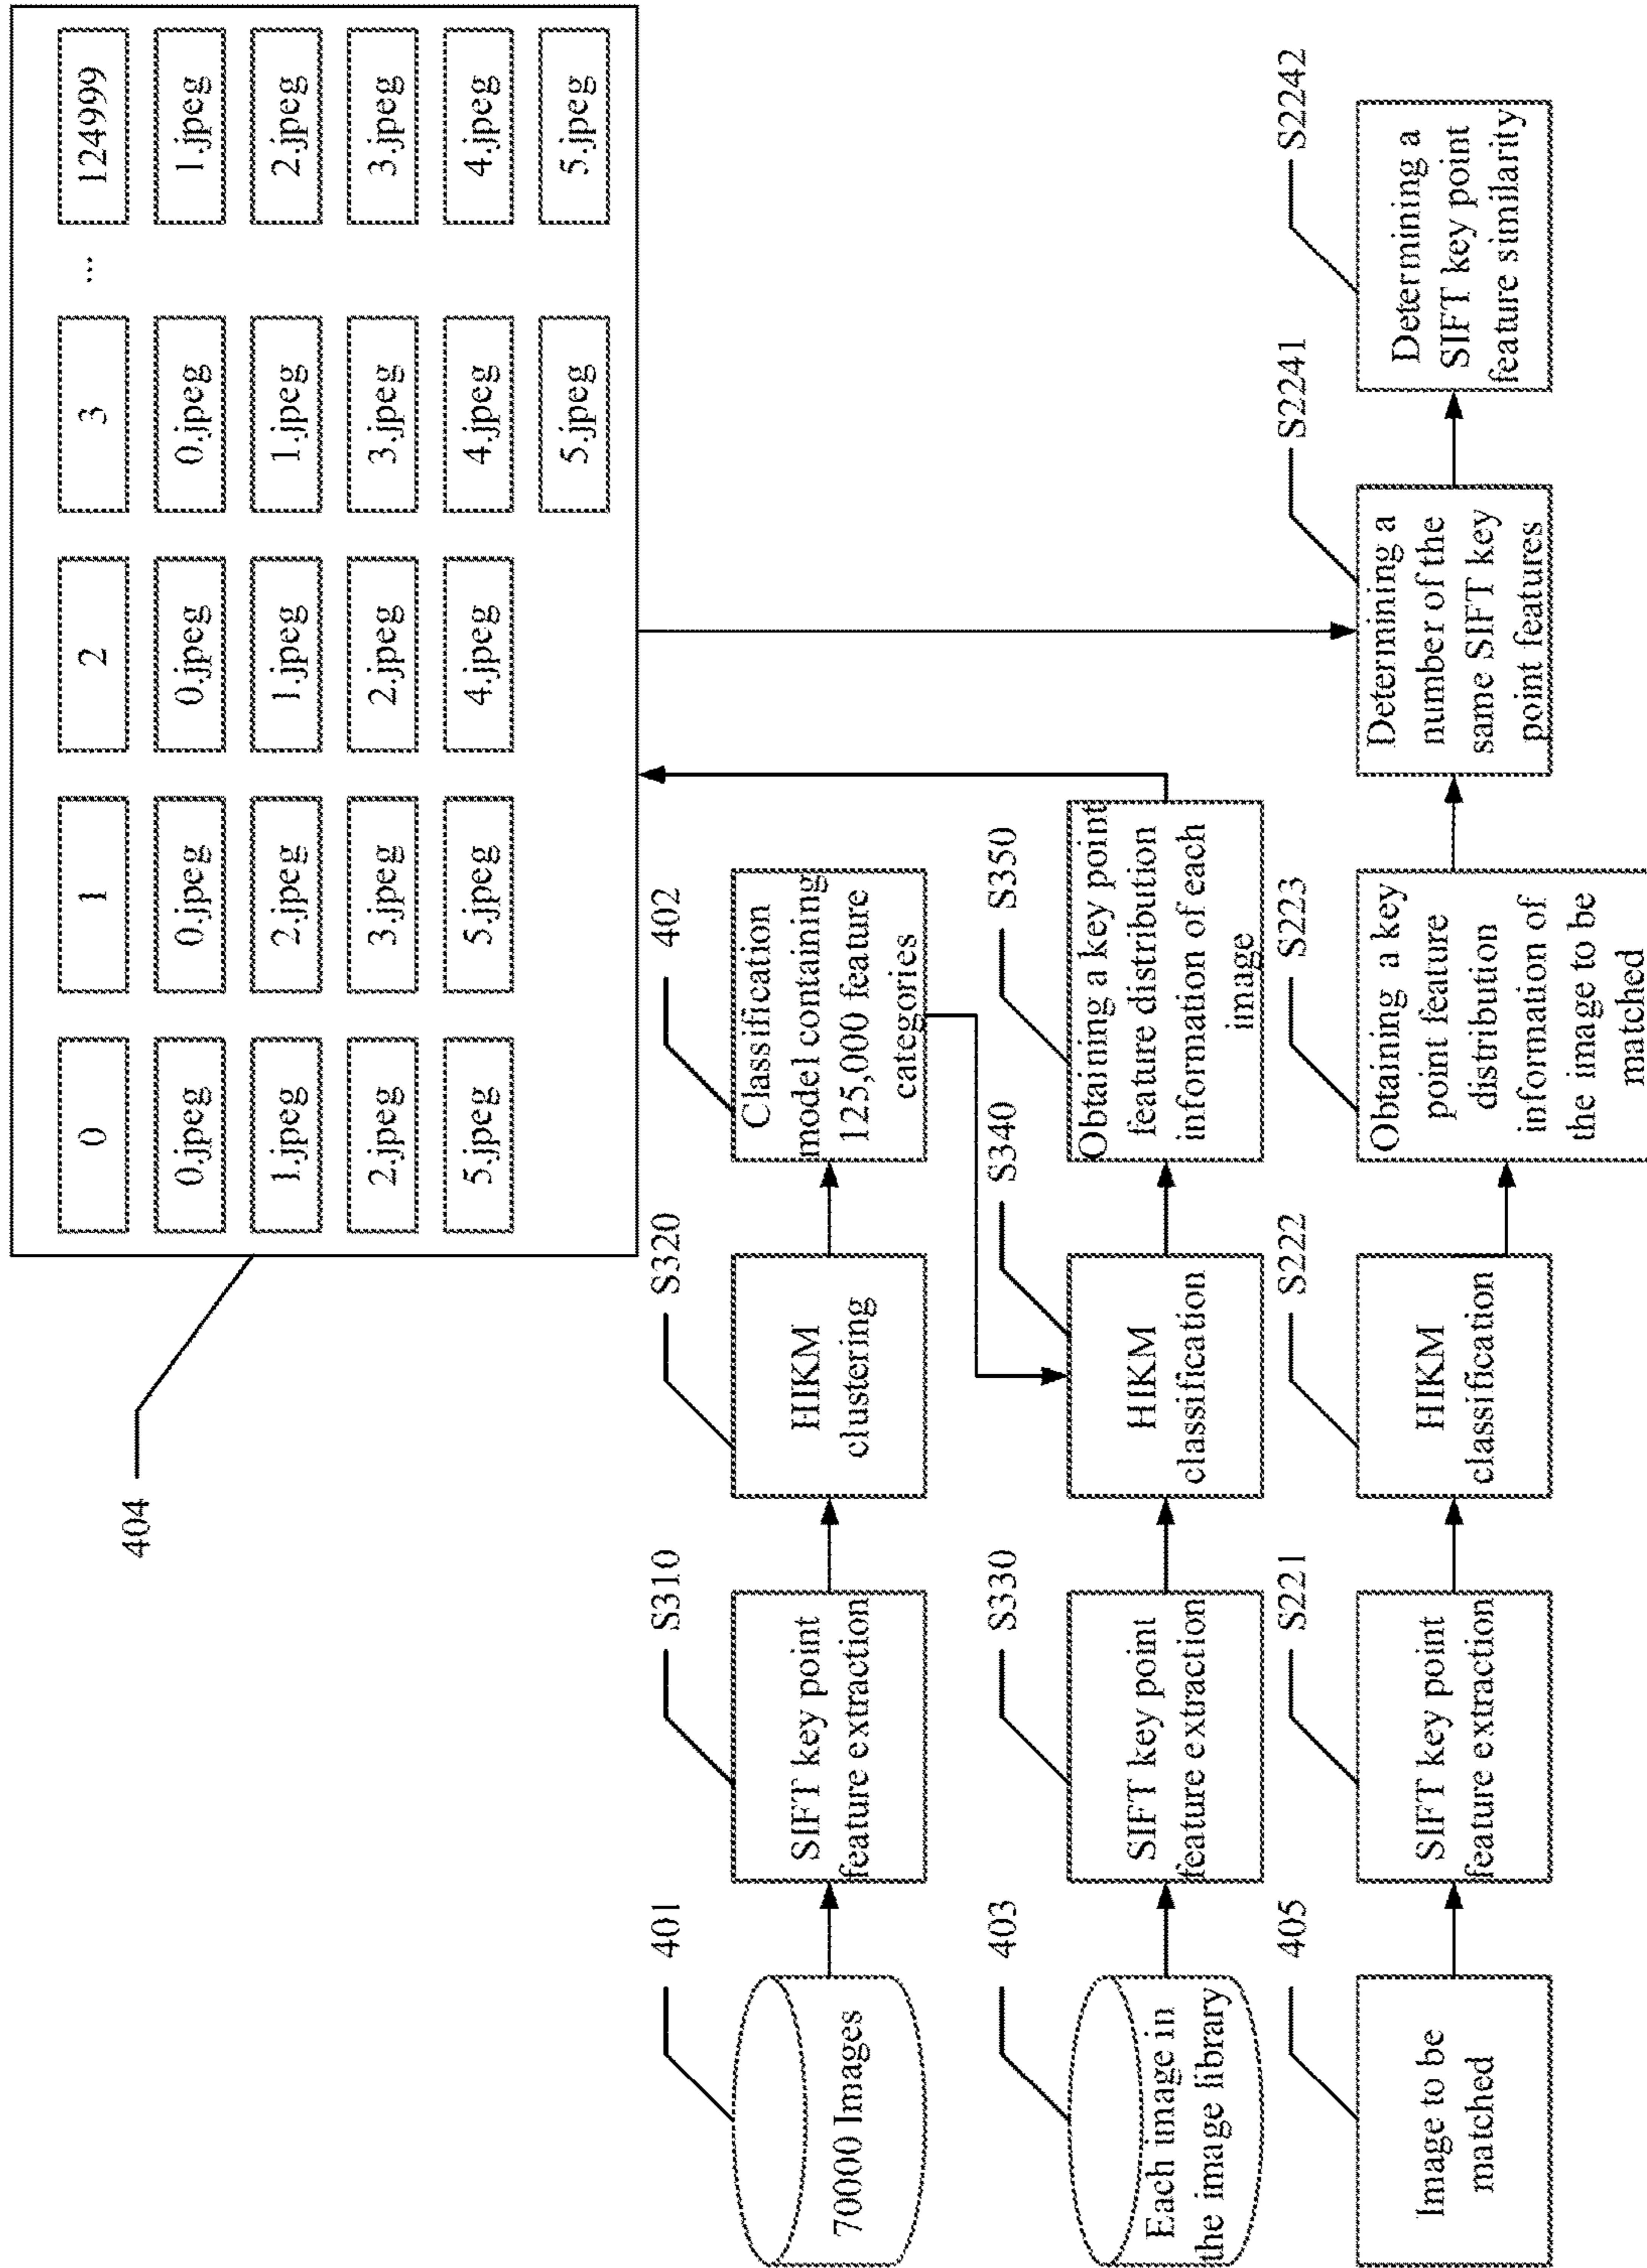 404
0
1
2
3
...
124999
0.jpeg
0.jpeg
0.jpeg
0.jpeg
1.jpeg
1.jpeg
2.jpeg
1.jpeg
1.jpeg
2.jpeg
2.jpeg
3.jpeg
2.jpeg
3.jpeg
3.jpeg
5.jpeg
5.jpeg
4.jpeg
4.jpeg
4.jpeg
5.jpeg
5.jpeg
401
S310
S320
402
70000 Images
SIFT key point
feature extraction
HIKM
clustering
Classification
model containing
125,000 feature
categories
403
S330
S340
S350
Each image in
the image library
SIFT key point
feature extraction
HIKM
classification
Obtaining a key point
feature distribution
information of each
image
405
S221
S222
S223
S2241
S2242
Image to be
matched
SIFT key point
feature extraction
HIKM
classification
Obtaining a key
point feature
distribution
information of
the image to be
matched
Determining a
number of the
same SIFT key
point features
Determining a
SIFT key point
feature similarity